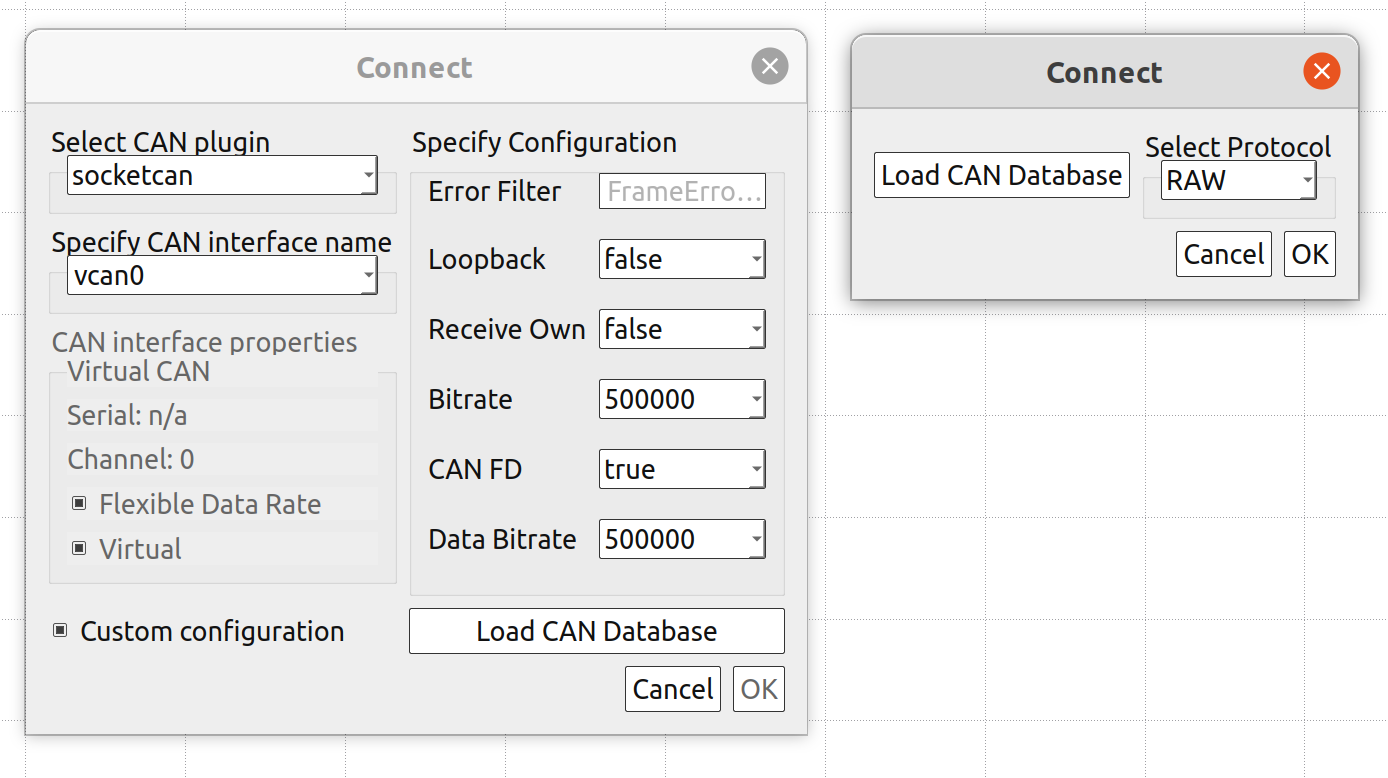 Connect
Select CAN plugin
socketcan
Specify CAN interface name
vcan0
CAN interface properties
Virtual CAN
Serial: n/a
Channel: 0
Flexible Data Rate
Virtual
Custom configuration
Specify Configuration
Error Filter FrameErro...
Loopback false
Receive Own false
Bitrate 500000
CAN FD true
Data Bitrate 500000
Load CAN Database
Cancel OK
Connect
Load CAN Database
Select Protocol
RAW
Cancel OK